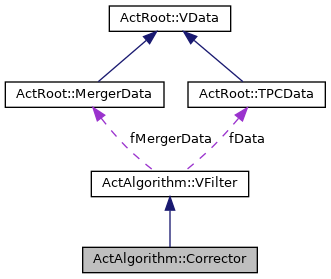 ActRoot::VData
ActRoot::MergerData
ActRoot::TPCData
fMergerData
fData
ActAlgorithm::VFilter
ActAlgorithm::Corrector